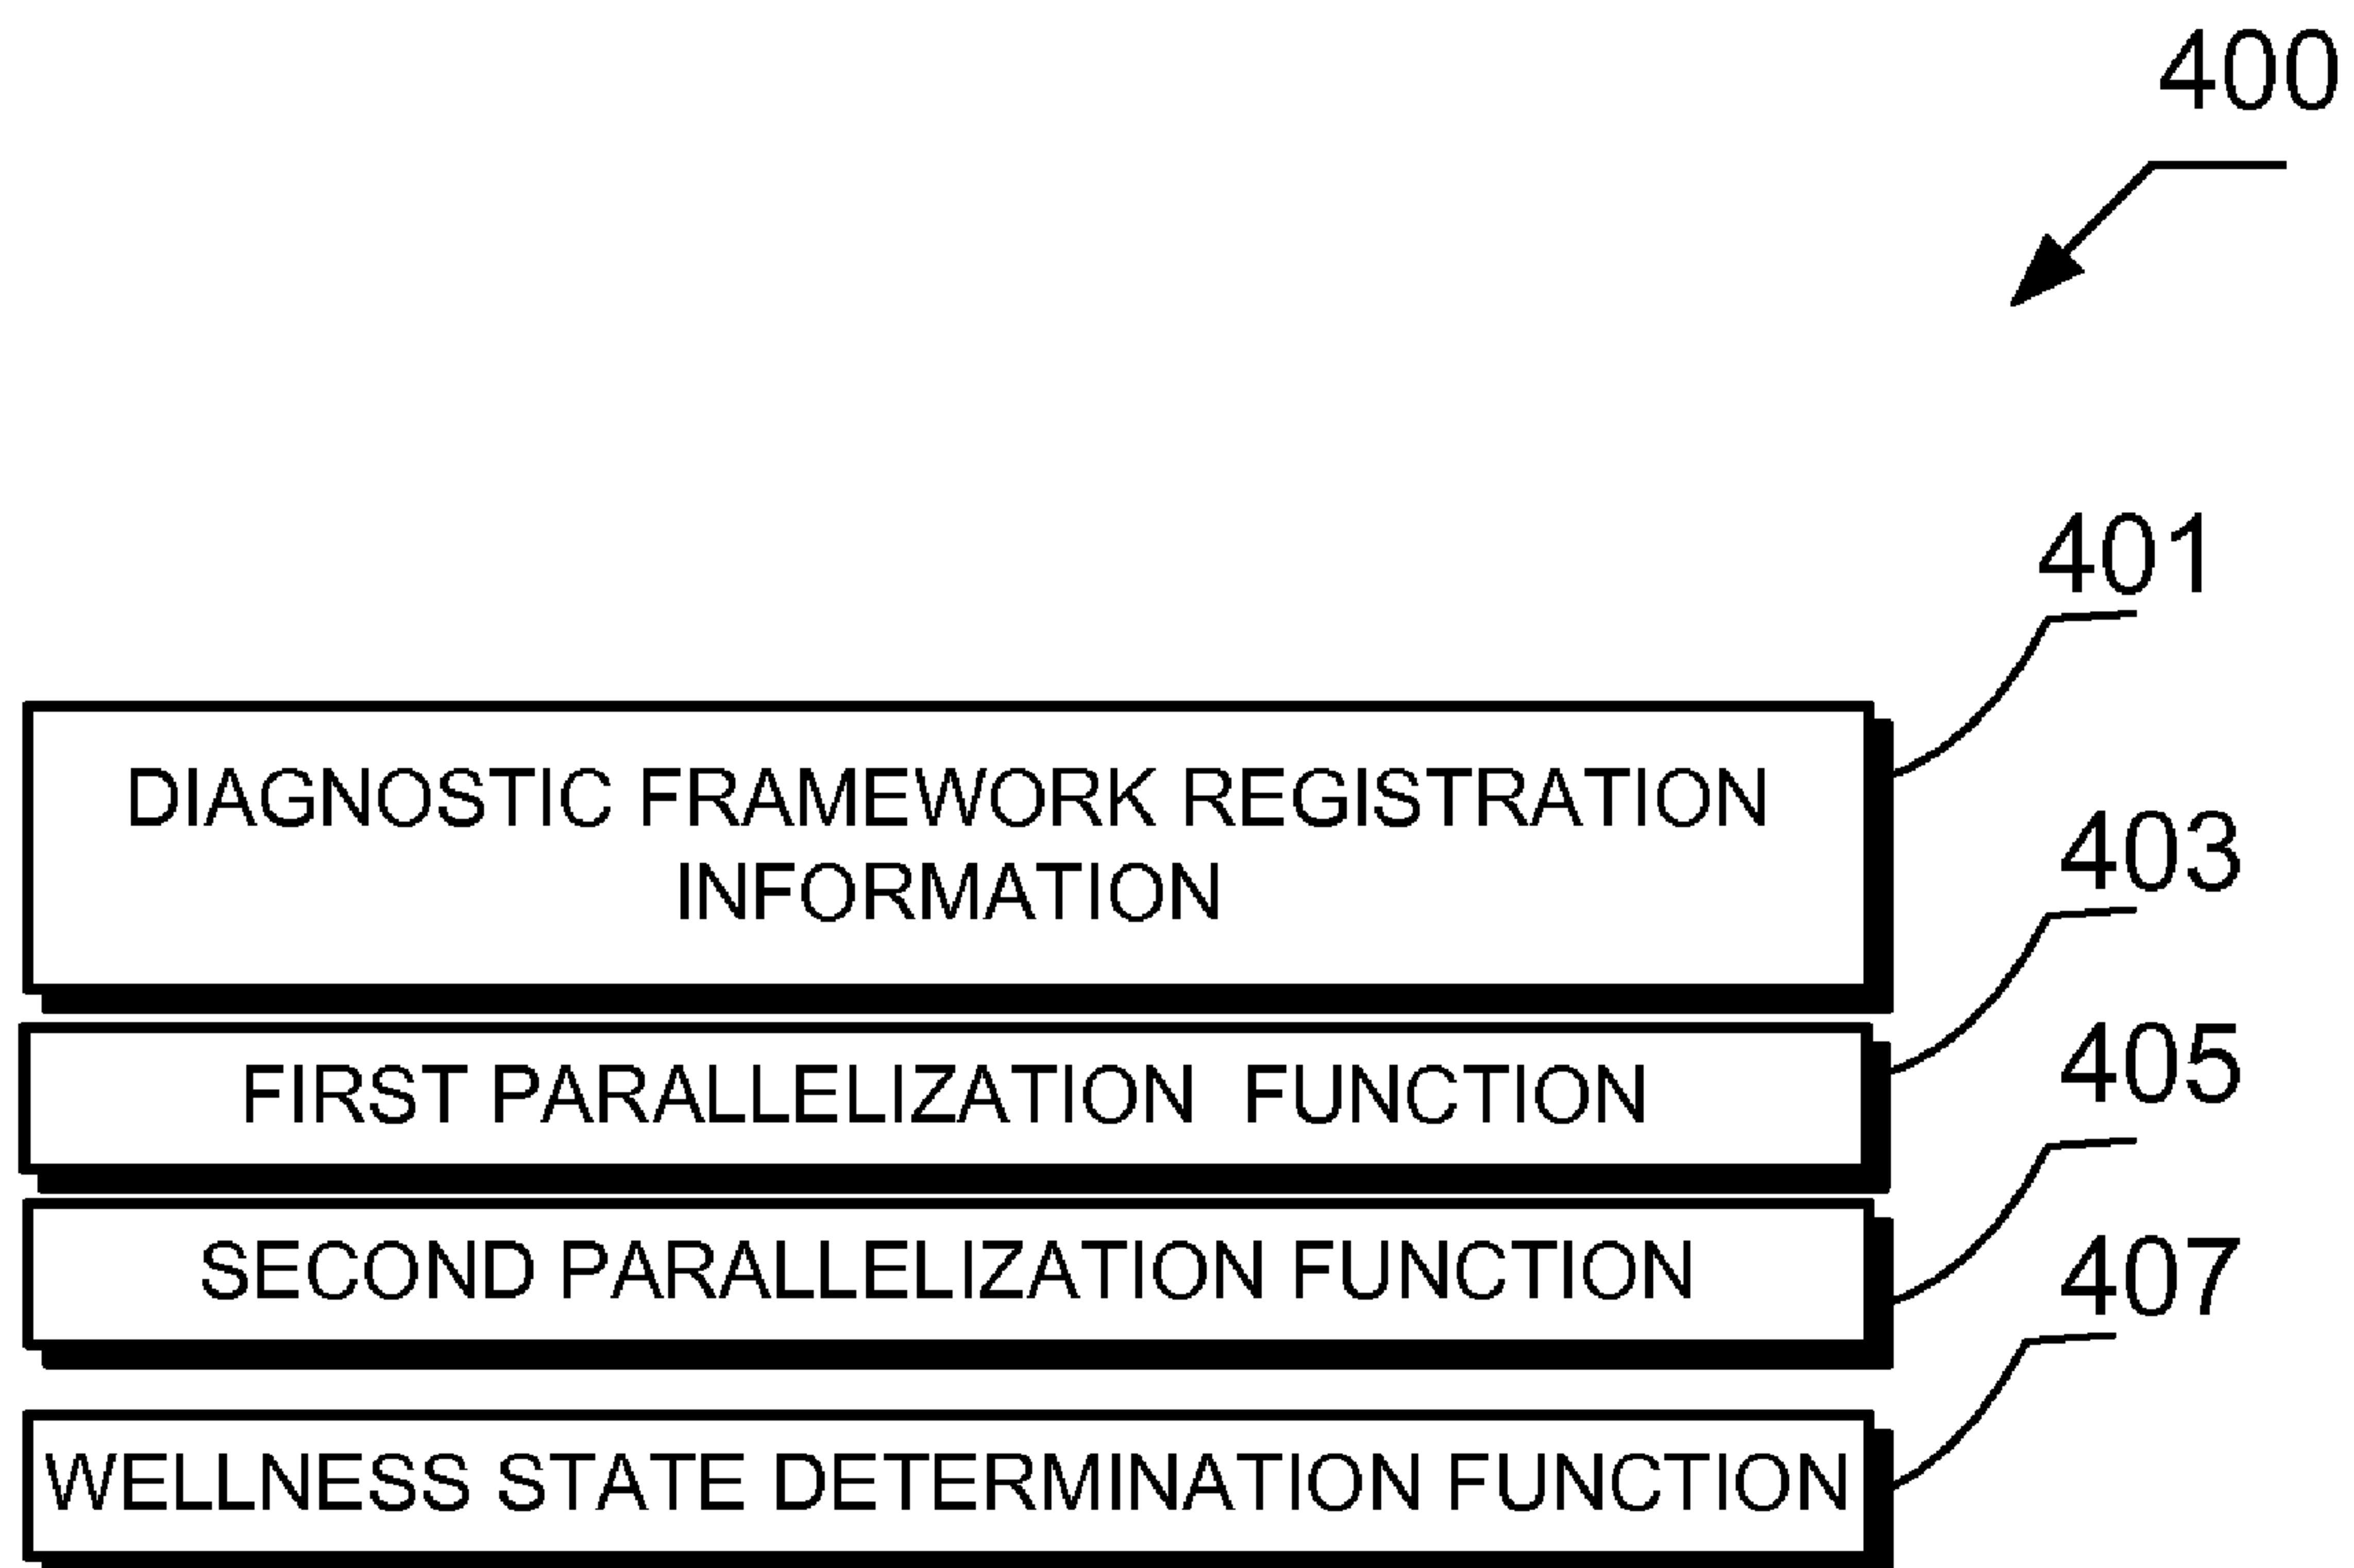 400
401
DIAGNOSTIC FRAMEWORK REGISTRATION
INFORMATION
403
FIRST PARALLELIZATION FUNCTION
405
SECOND PARALLELIZATION FUNCTION
407
WELLNESS STATE DETERMINATION FUNCTION